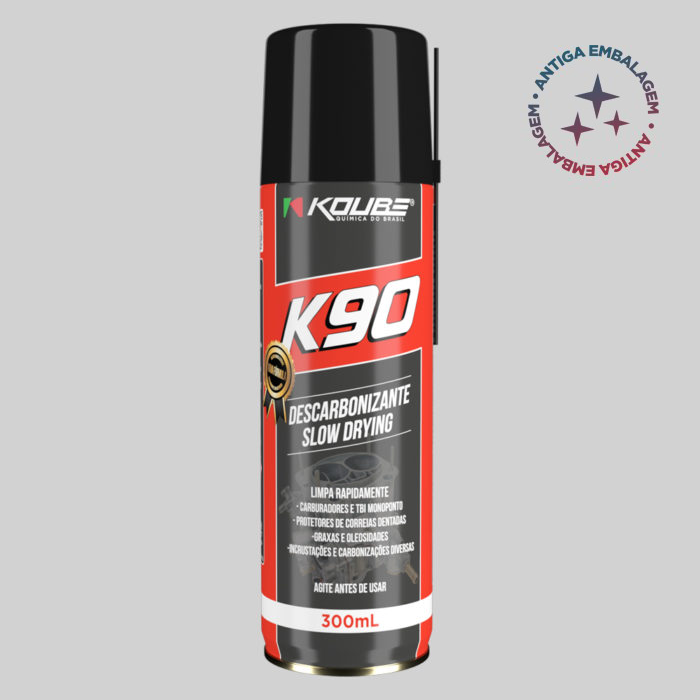 • ANTIGA EMBALAGEM • ANTIGA EMBALAGEM
KOUBE®
QUÍMICA DO BRASIL
K90
DESCARBONIZANTE
SLOW DRYING
LIMPA RAPIDAMENTE
- CARBURADORES E TBI MONOPONTO
- PROTETORES DE CORREIAS DENTADAS
-GRAXAS E OLEOSIDADES
-INCRUSTAÇÕES E CARBONIZAÇÕES DIVERSAS
AGITE ANTES DE USAR
300mL